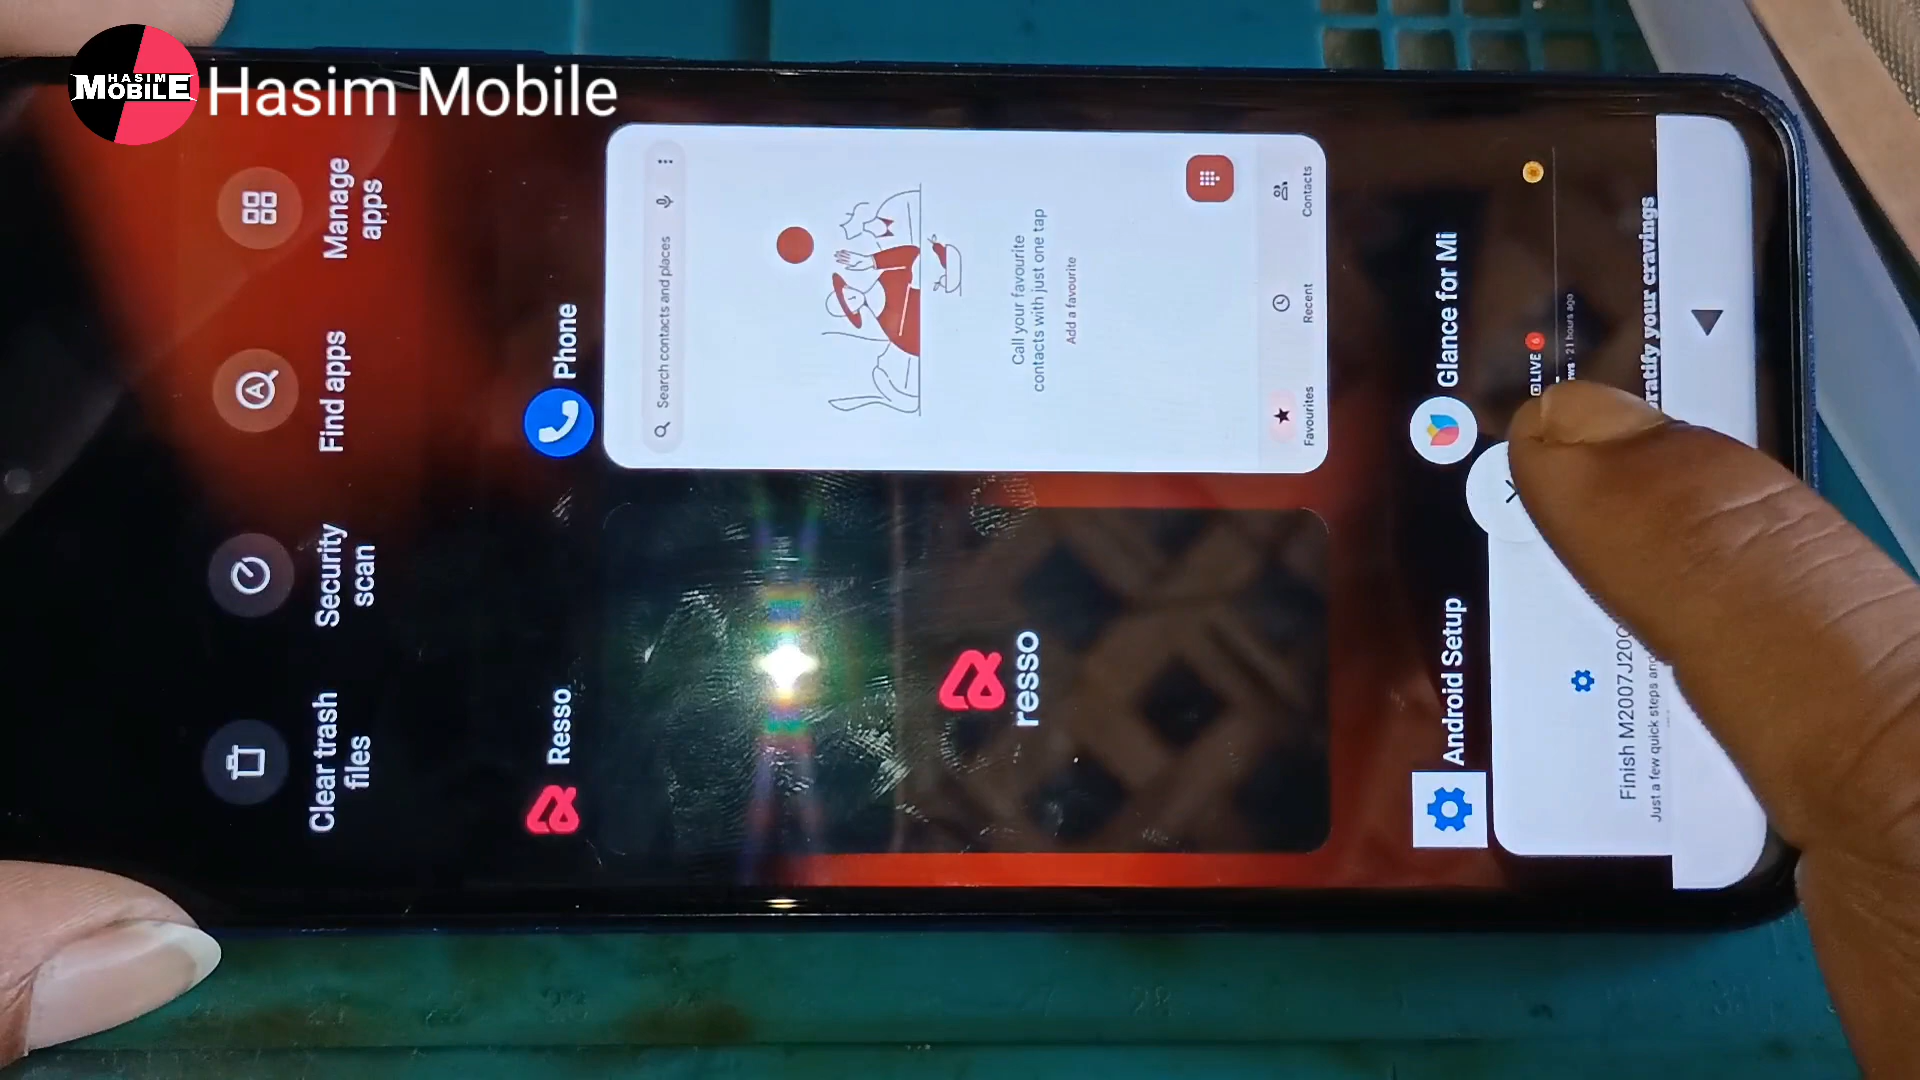 HASIM
MOBILE
Hasim Mobile
Clear trash
files
Security
scan
Find apps
Manage
apps
Resso
resso
Phone
Search contacts and places
Call your favourite
contacts with just one tap
Add a favourite
Favourites
Recent
Contacts
Android Setup
Finish M2007J20C
Just a few quick steps and
Glance for Mi
LIVE
21 hours ago
your cravings